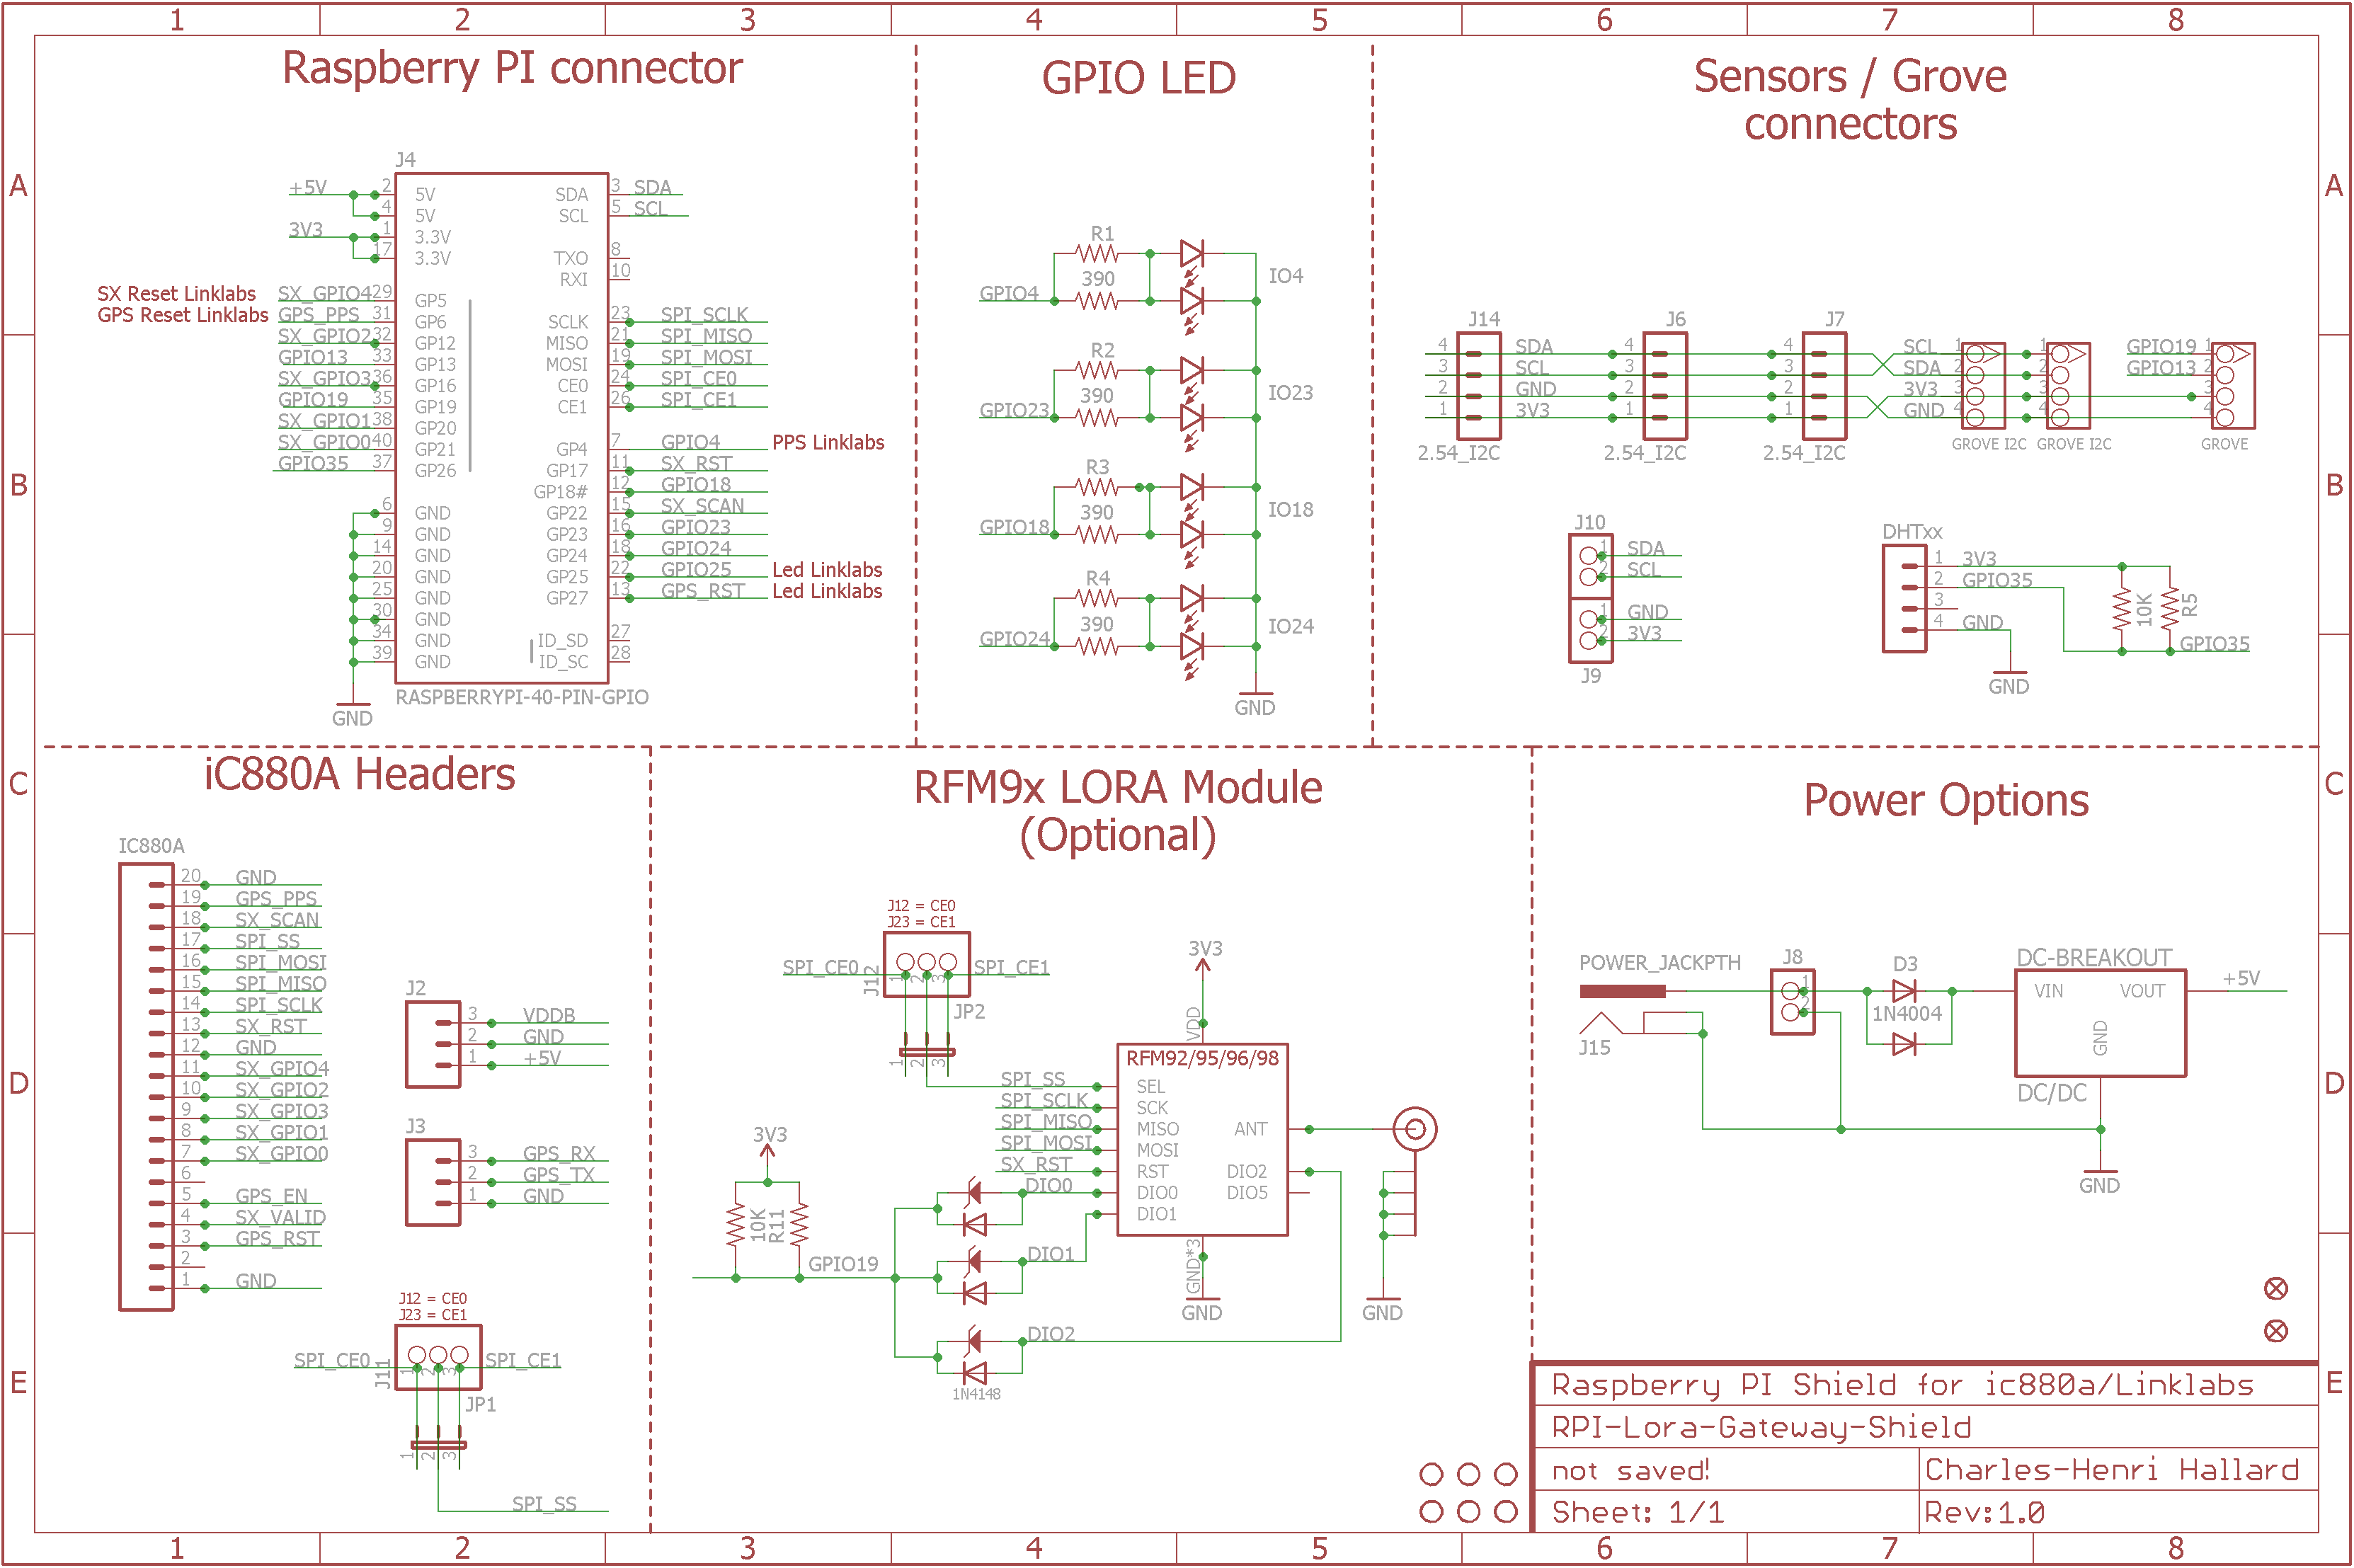 1 2 3 4 5 6 7 8
A A
B B
C C
D D
E E
Raspberry PI connector
J4
+5V 2 5V SDA 3 SDA
4 5V SCL 5 SCL
3V3 1 3.3V
17 3.3V TXO 8
RXI 10
SX Reset Linklabs SX_GPIO4 29 GP5
GPS Reset Linklabs GPS_PPS 31 GP6 SCLK 23 SPI_SCLK
SX_GPIO2 32 GP12 MISO 21 SPI_MISO
GPIO13 33 GP13 MOSI 19 SPI_MOSI
SX_GPIO3 36 GP16 CE0 24 SPI_CE0
GPIO19 35 GP19 CE1 26 SPI_CE1
SX_GPIO1 38 GP20
SX_GPIO0 40 GP21 GP4 7 GPIO4 PPS Linklabs
GPIO35 37 GP26 GP17 11 SX_RST
GP18# 12 GPIO18
6 GND GP22 15 SX_SCAN
9 GND GP23 16 GPIO23
14 GND GP24 18 GPIO24
20 GND GP25 22 GPIO25 Led Linklabs
25 GND GP27 13 GPS_RST Led Linklabs
30 GND
34 GND ID_SD 27
39 GND ID_SC 28
RASPBERRYPI-40-PIN-GPIO
GND
GPIO LED
R1
390
GPIO4
IO4
R2
390
GPIO23
IO23
R3
390
GPIO18
IO18
R4
390
GPIO24
IO24
GND
Sensors / Grove
connectors
J14 J6 J7
4 SDA 4 4 SCL 1 1 GPIO19 1
3 SCL 3 3 SDA 2 2 GPIO13 2
2 GND 2 2 3V3 3 3 3
1 3V3 1 1 GND 4 4 4
2.54_I2C 2.54_I2C 2.54_I2C GROVE I2C GROVE I2C GROVE
J10
1 SDA
2 SCL
1 GND
2 3V3
J9
DHTxx
1 3V3
2 GPIO35
3
4 GND
10K R5
GPIO35
GND
iC880A Headers
IC880A
20 GND
19 GPS_PPS
18 SX_SCAN
17 SPI_SS
16 SPI_MOSI
15 SPI_MISO
14 SPI_SCLK
13 SX_RST
12 GND
11 SX_GPIO4
10 SX_GPIO2
9 SX_GPIO3
8 SX_GPIO1
7 SX_GPIO0
6
5 GPS_EN
4 SX_VALID
3 GPS_RST
2
1 GND
J2
3 VDDB
2 GND
1 +5V
J3
3 GPS_RX
2 GPS_TX
1 GND
J12 = CE0
J23 = CE1
SPI_CE0 J11 1 2 3 SPI_CE1
JP1
1 2 3
SPI_SS
RFM9x LORA Module
(Optional)
J12 = CE0
J23 = CE1
SPI_CE0 J12 1 2 3 SPI_CE1
JP2
1 2 3
3V3
VDD
RFM92/95/96/98
SPI_SS SEL
SPI_SCLK SCK
SPI_MISO MISO ANT
SPI_MOSI MOSI
SX_RST RST DIO2
DIO0 DIO0 DIO5
DIO1
3V3
10K R11
GPIO19
DIO1
DIO2
1N4148
GND*3
GND
GND
Power Options
POWER_JACKPTH
J15
J8
1
2
D3
1N4004
DC-BREAKOUT
VIN VOUT
GND
DC/DC
+5V
GND
Raspberry PI Shield for ic880a/Linklabs
RPI-Lora-Gateway-Shield
not saved! Charles-Henri Hallard
Sheet: 1/1 Rev:1.0
1 2 3 4 5 6 7 8